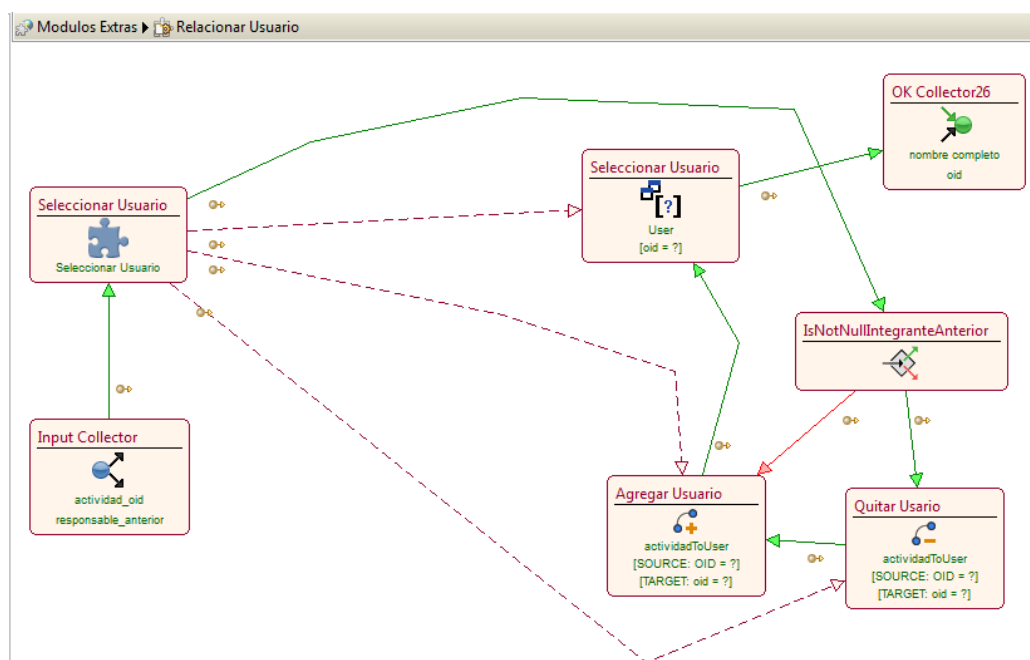 Modulos Extras Relacionar Usuario
OK Collector26
nombre completo
oid
Seleccionar Usuario
[?]
User
[oid = ?]
Seleccionar Usuario
Seleccionar Usuario
IsNotNullIntegranteAnterior
Input Collector
actividad_oid
responsable_anterior
Agregar Usuario
actividadToUser
[SOURCE: OID = ?]
[TARGET: oid = ?]
Quitar Usario
actividadToUser
[SOURCE: OID = ?]
[TARGET: oid = ?]